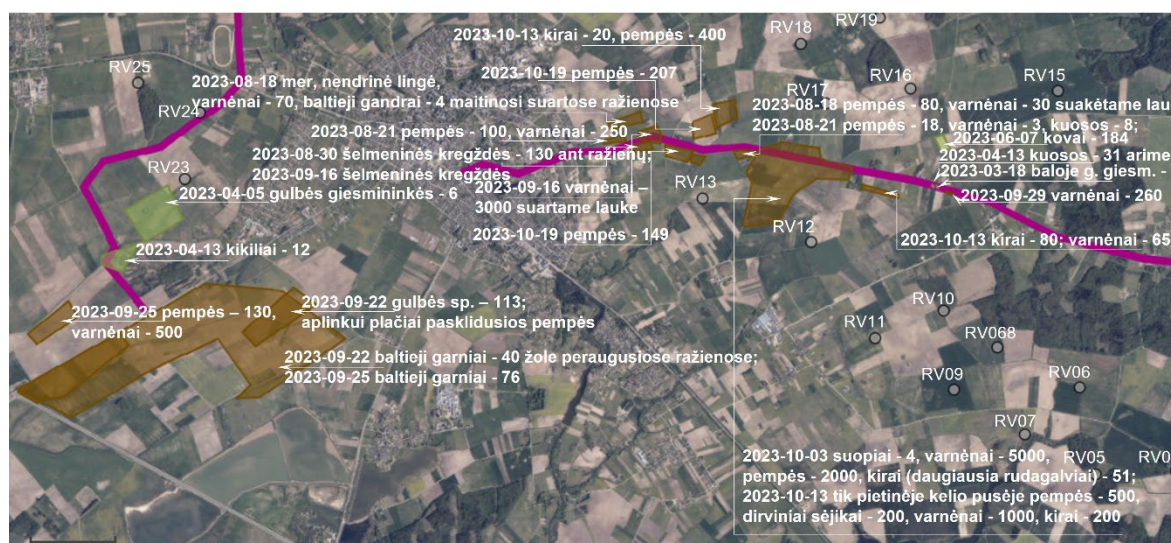 RV19
RV18
2023-10-13 kirai - 20, pempės - 400
RV25
RV16
RV15
2023-10-19 pempės - 207
2023-08-18 mer, nendrinė lingė,
varnėnai - 70, baltieji gandrai - 4 maitinosi suartose ražienose
RV17
RV24
2023-08-18 pempės - 80, varnėnai - 30 suakėtame lau
2023-08-21 pempės - 18, varnėnai - 3, kuosos - 8;
2023-08-21 pempės - 100, varnėnai - 250
2023-06-07 kovai - 184
2023-08-30 šelmeninės kregždės - 130 ant ražienų;
2023-09-16 šelmeninės kregždės
2023-04-13 kuosos - 31 arime
2023-03-18 baloje g. giesm. -
RV23
2023-04-05 gulbės giesmininkės - 6
2023-09-16 varnėnai –
3000 suartame lauke
RV13
2023-09-29 varnėnai - 260
2023-10-19 pempės - 149
RV12
2023-10-13 kirai - 80; varnėnai - 65
2023-04-13 kikiliai - 12
2023-09-25 pempės – 130,
varnėnai - 500
2023-09-22 gulbės sp. – 113;
aplinkui plačiai pasklidusios pempės
RV10
RV11
RV068
2023-09-22 baltieji garniai - 40 žole peraugusiose ražienose;
2023-09-25 baltieji garniai - 76
RV09
RV06
RV07
2023-10-03 suopiai - 4, varnėnai - 5000,
pempės - 2000, kirai (daugiausia rudagalviai) - 51;
2023-10-13 tik pietinėje kelio pusėje pempės - 500,
dirviniai sėjikai - 200, varnėnai - 1000, kirai - 200
RV05
RV0